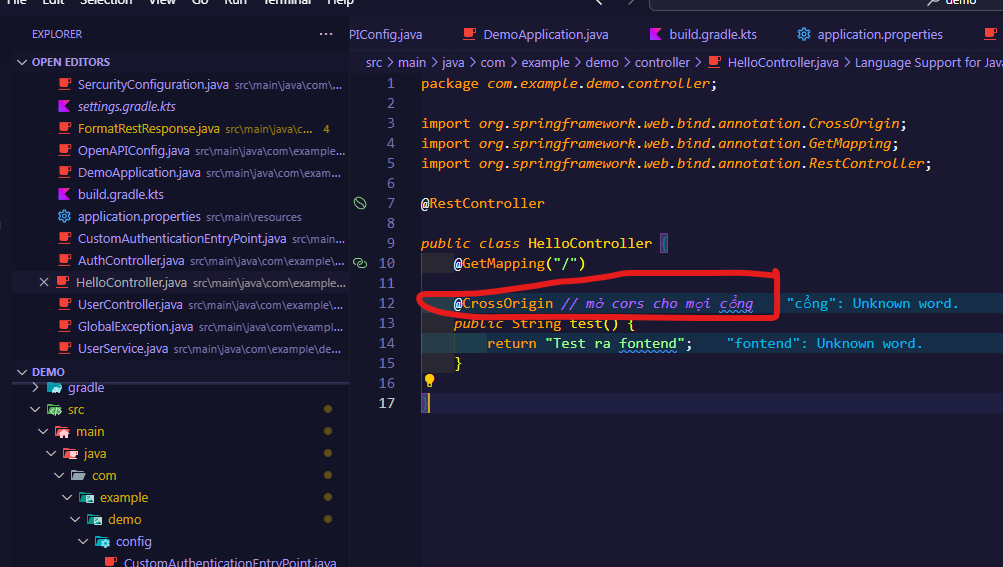 File Edit Selection View Go Run Terminal Help demo
EXPLORER ···
OPEN EDITORS
SercurityConfiguration.java src\main\java\com\...
settings.gradle.kts
FormatRestResponse.java src\main\java\c... 4
OpenAPIConfig.java src\main\java\com\example...
DemoApplication.java src\main\java\com\exam...
build.gradle.kts
application.properties src\main\resources
CustomAuthenticationEntryPoint.java src\main...
AuthController.java src\main\java\com\example\...
HelloController.java src\main\java\com\example...
UserController.java src\main\java\com\example\...
GlobalException.java src\main\java\com\example...
UserService.java src\main\java\com\example\de...
DEMO
gradle
src
main
java
com
example
demo
config
CustomAuthenticationEntryPoint.java
PIConfig.java DemoApplication.java build.gradle.kts application.properties
src > main > java > com > example > demo > controller > HelloController.java > Language Support for Java
1 package com.example.demo.controller;
2
3 import org.springframework.web.bind.annotation.CrossOrigin;
4 import org.springframework.web.bind.annotation.GetMapping;
5 import org.springframework.web.bind.annotation.RestController;
6
7 @RestController
8
9 public class HelloController {
10 @GetMapping("/")
11
12 @CrossOrigin // mở cors cho mọi cổng "cổng": Unknown word.
13 public String test() {
14 return "Test ra fontend"; "fontend": Unknown word.
15 }
16
17 }